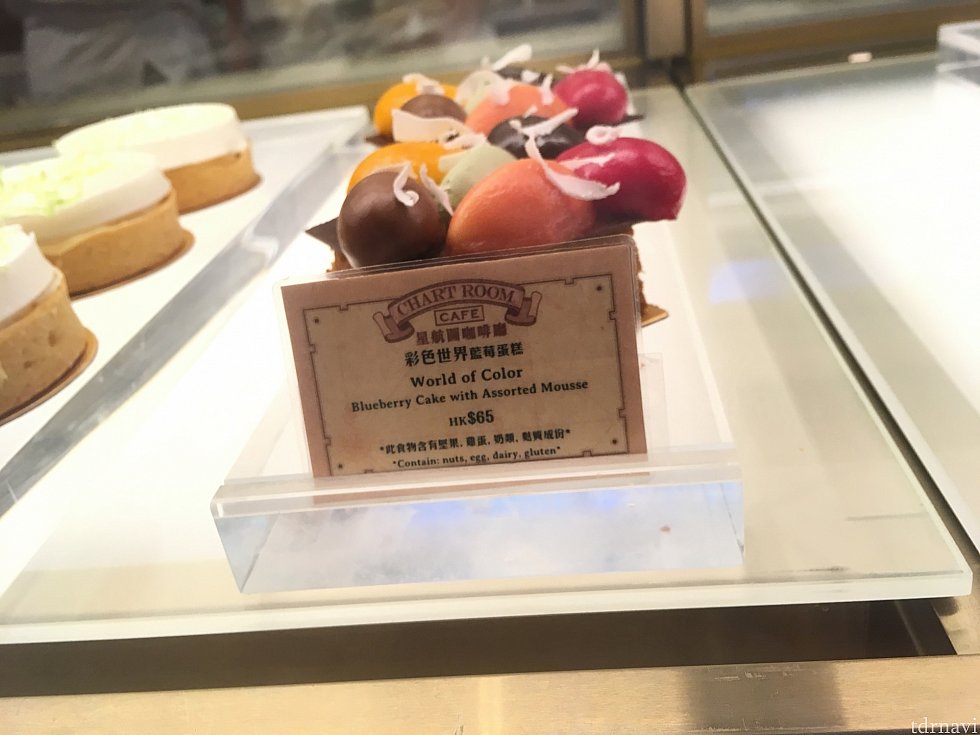 CHART ROOM
CAFE
星航圖咖啡廳
彩色世界藍莓蛋糕
World of Color
Blueberry Cake with Assorted Mousse
HK$65
*此食物含有堅果, 雞蛋, 奶類, 麩質成份*
*Contain: nuts, egg, dairy, gluten*
tdrnavi